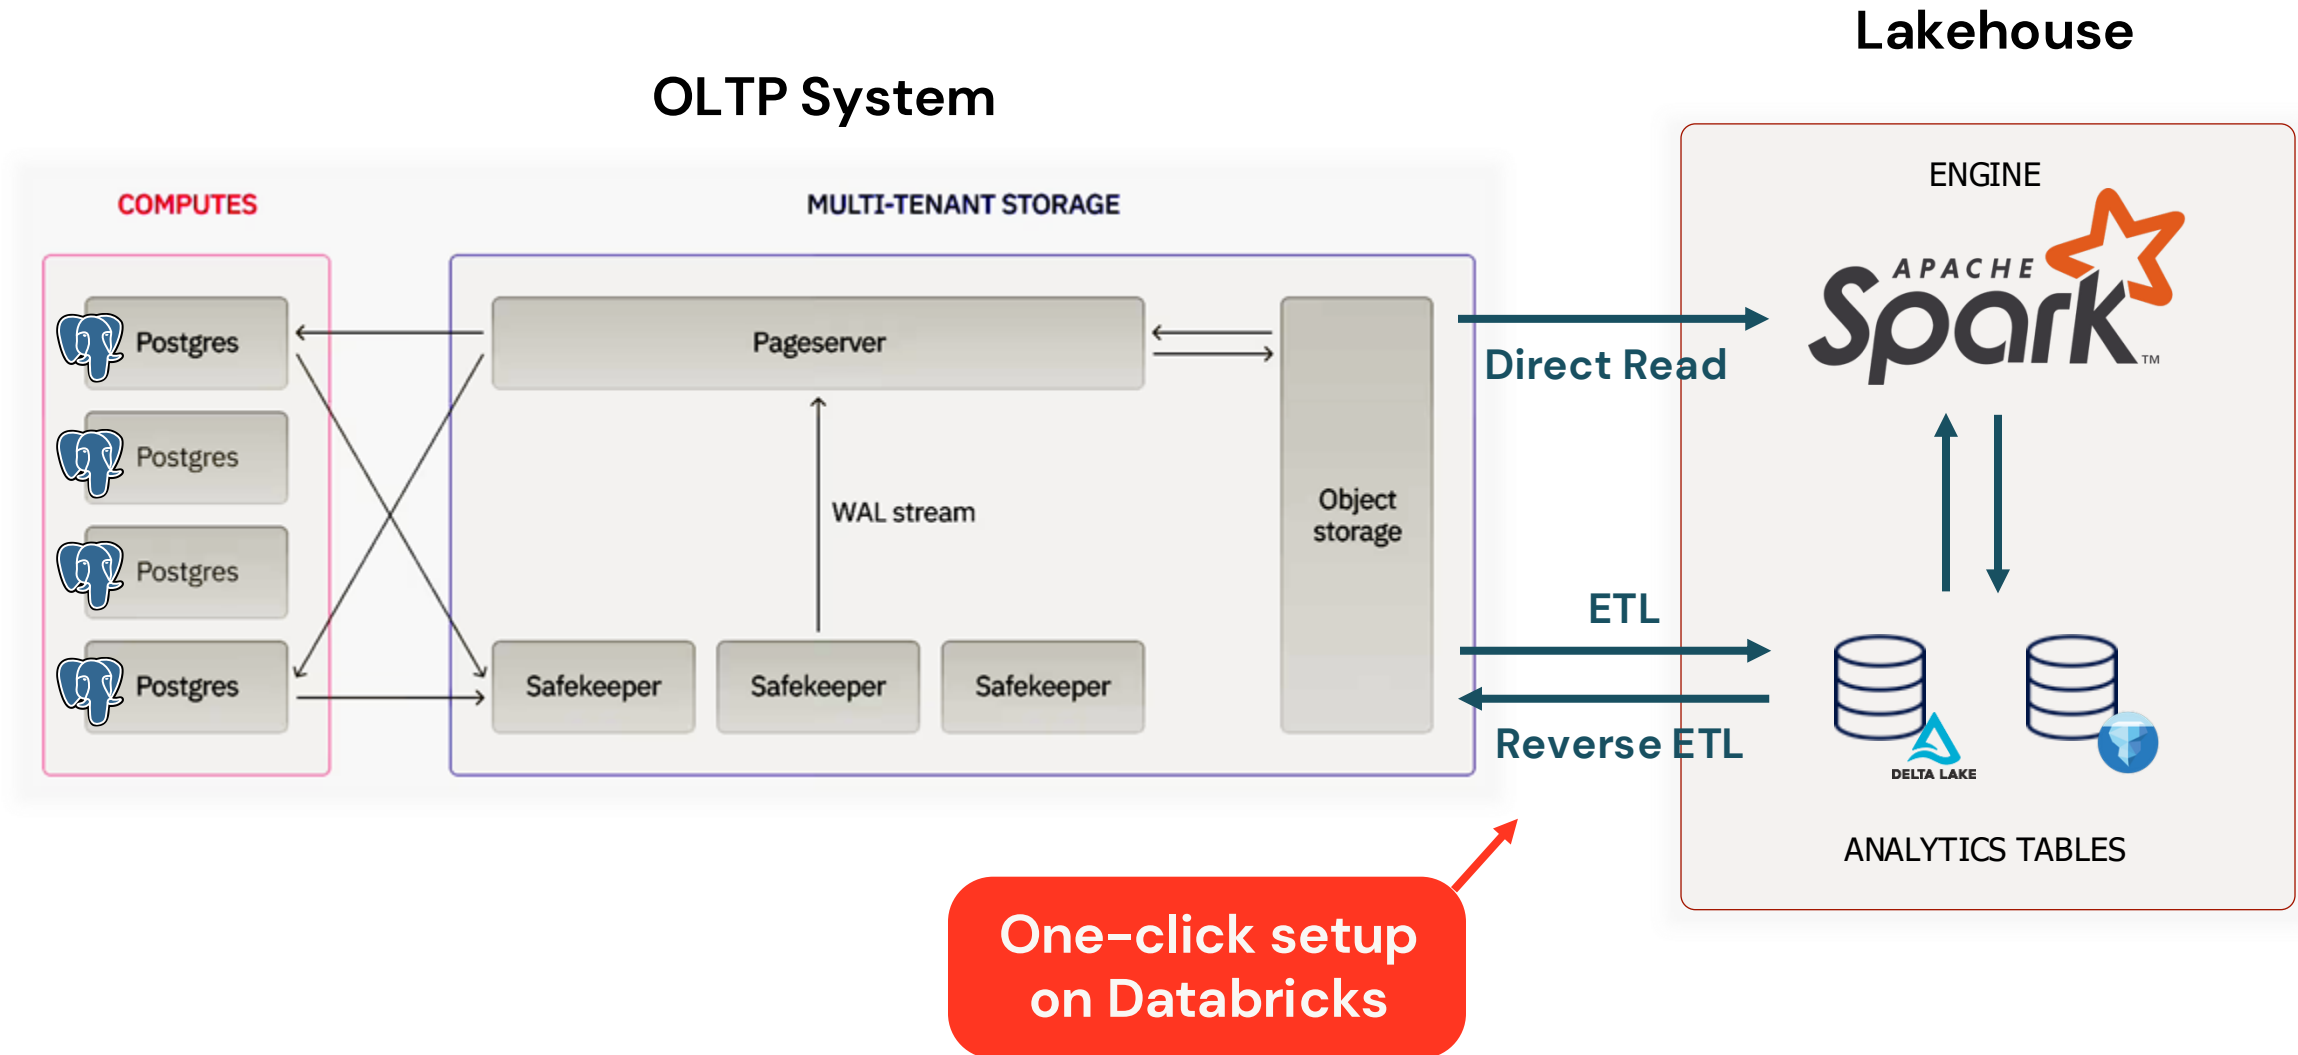 Lakehouse
OLTP System
ENGINE
COMPUTES
MULTI-TENANT STORAGE
APACHE
Spark
TM
Postgres
Pageserver
Direct Read
Postgres
WAL stream
Object
storage
Postgres
ETL
Postgres
Safekeeper
Safekeeper
Safekeeper
Reverse ETL
DELTA LAKE
ANALYTICS TABLES
One-click setup
on Databricks